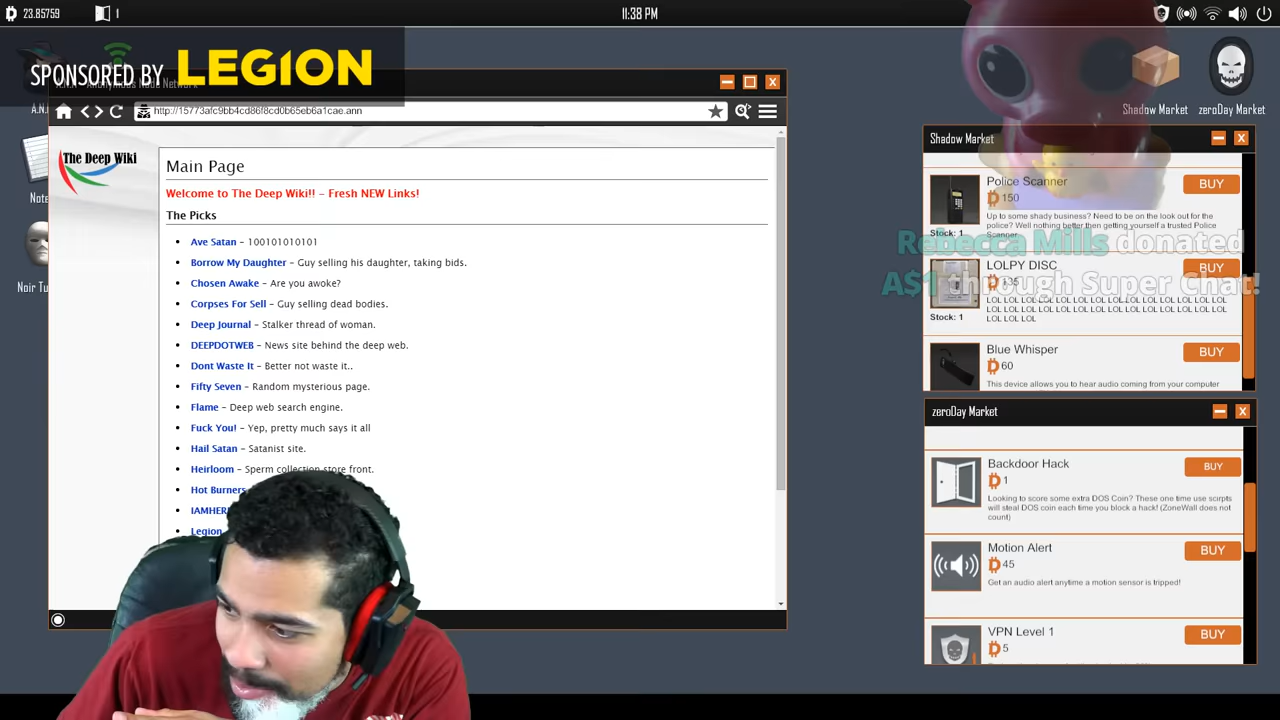 23.85759
1
11:38 PM
SPONSORED BY LEGION
Shadow Market
zeroDay Market
http://15773afc9bb4cd86f8cd0b65eb6a1cae.ann
The Deep Wiki
Main Page
Welcome to The Deep Wiki!! – Fresh NEW Links!
The Picks
Ave Satan – 100101010101
Borrow My Daughter – Guy selling his daughter, taking bids.
Chosen Awake – Are you awoke?
Corpses For Sell – Guy selling dead bodies.
Deep Journal – Stalker thread of woman.
DEEPDOTWEB – News site behind the deep web.
Dont Waste It – Better not waste it..
Fifty Seven – Random mysterious page.
Flame – Deep web search engine.
Fuck You! – Yep, pretty much says it all
Hail Satan – Satanist site.
Heirloom – Sperm collection store front.
Hot Burners
IAMHERE
Legion
Note
Noir Tu
Shadow Market
Police Scanner
BUY
150
Up to some shady business? Need to be on the look out for the
police? Well nothing better then getting yourself a trusted Police
Scanner
Stock: 1
Rebecca Mills donated
A$1 through Super Chat!
LOLPY DISC
BUY
135
LOL LOL LOL LOL LOL LOL LOL LOL LOL LOL LOL LOL LOL LOL
LOL LOL LOL LOL LOL LOL LOL LOL LOL LOL LOL LOL LOL LOL
LOL LOL LOL
Stock: 1
Blue Whisper
BUY
60
This device allows you to hear audio coming from your computer
zeroDay Market
Backdoor Hack
BUY
1
Looking to score some extra DOS Coin? These one time use scirpts
will steal DOS coin each time you block a hack! (ZoneWall does not
count)
Motion Alert
BUY
45
Get an audio alert anytime a motion sensor is tripped!
VPN Level 1
BUY
5